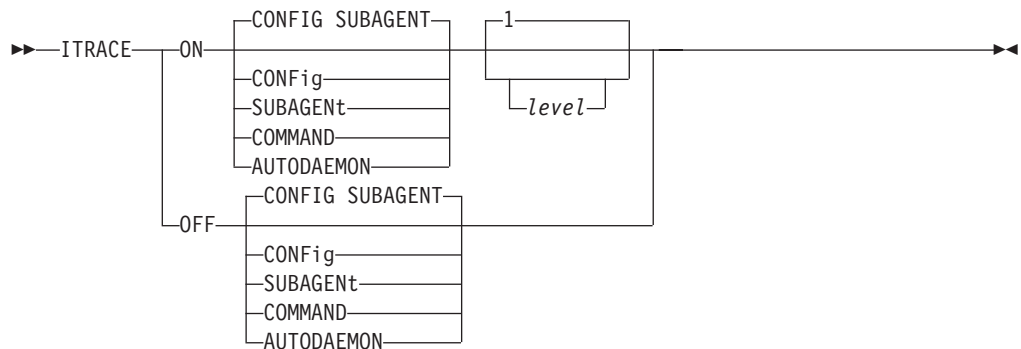 CONFIG SUBAGENT 1
ITRACE ON
CONFig
level
SUBAGENt
COMMAND
AUTODAEMON
CONFIG SUBAGENT
OFF
CONFig
SUBAGENt
COMMAND
AUTODAEMON